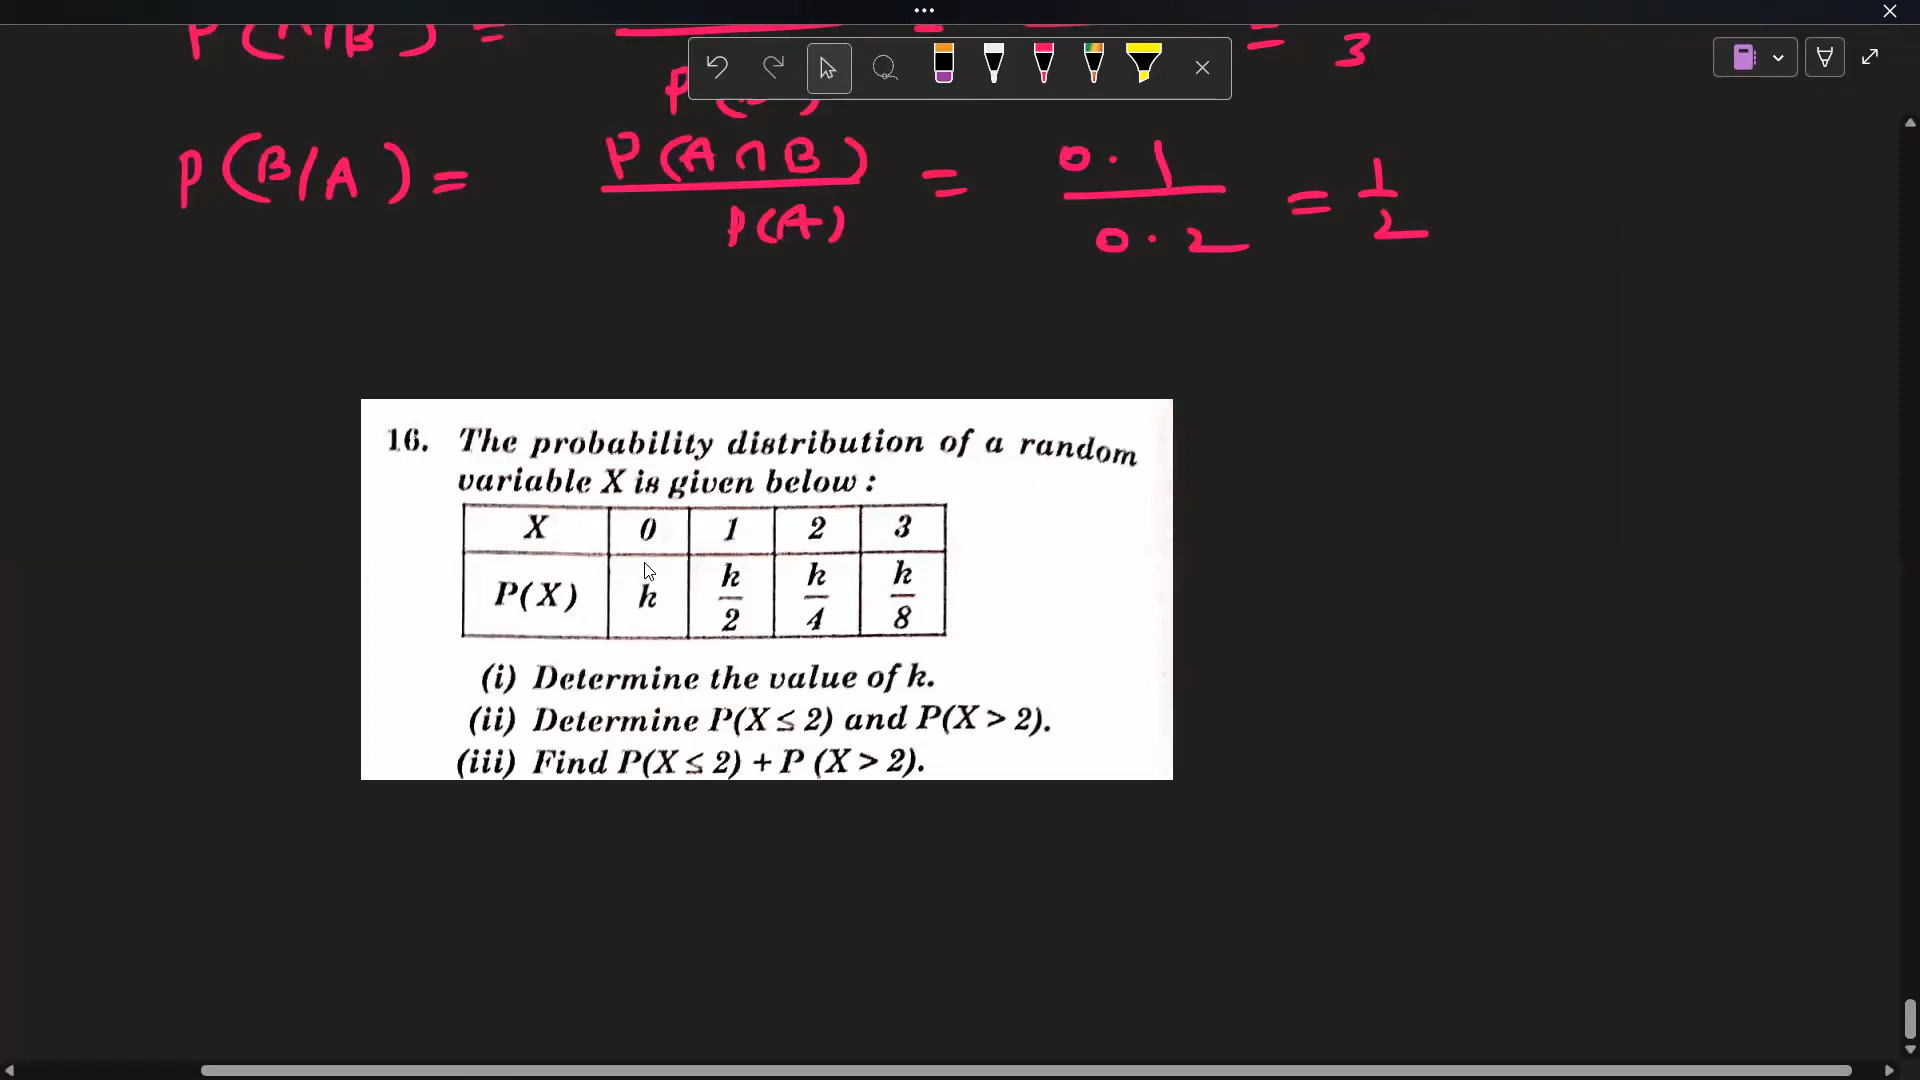 = 3
P(B/A) = P(A∩B) / P(A) = 0.1 / 0.2 = 1/2
16. The probability distribution of a random
variable X is given below :
X 0 1 2 3
P(X) k k/2 k/4 k/8
(i) Determine the value of k.
(ii) Determine P(X ≤ 2) and P(X > 2).
(iii) Find P(X ≤ 2) + P (X > 2).